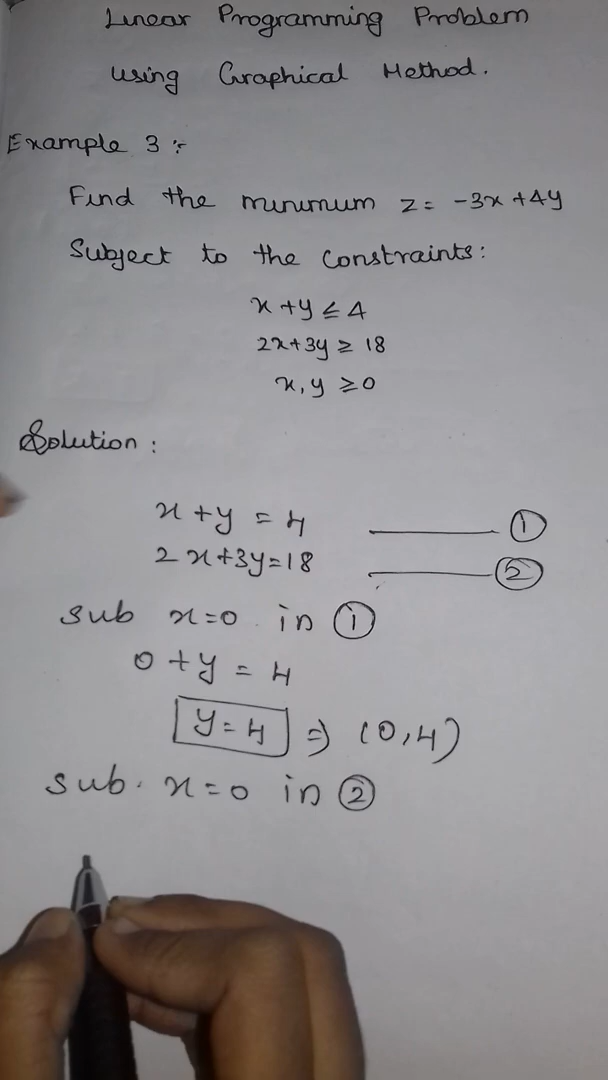 Linear Programming Problem
using Graphical Method.
Example 3 :-
Find the minimum z = -3x + 4y
Subject to the constraints:
x + y ≤ 4
2x + 3y ≥ 18
x, y ≥ 0
Solution :
x + y = 4 ——— ①
2x + 3y = 18 ——— ②
sub x = 0 in ①
0 + y = 4
y = 4 ⇒ (0,4)
sub. x = 0 in ②